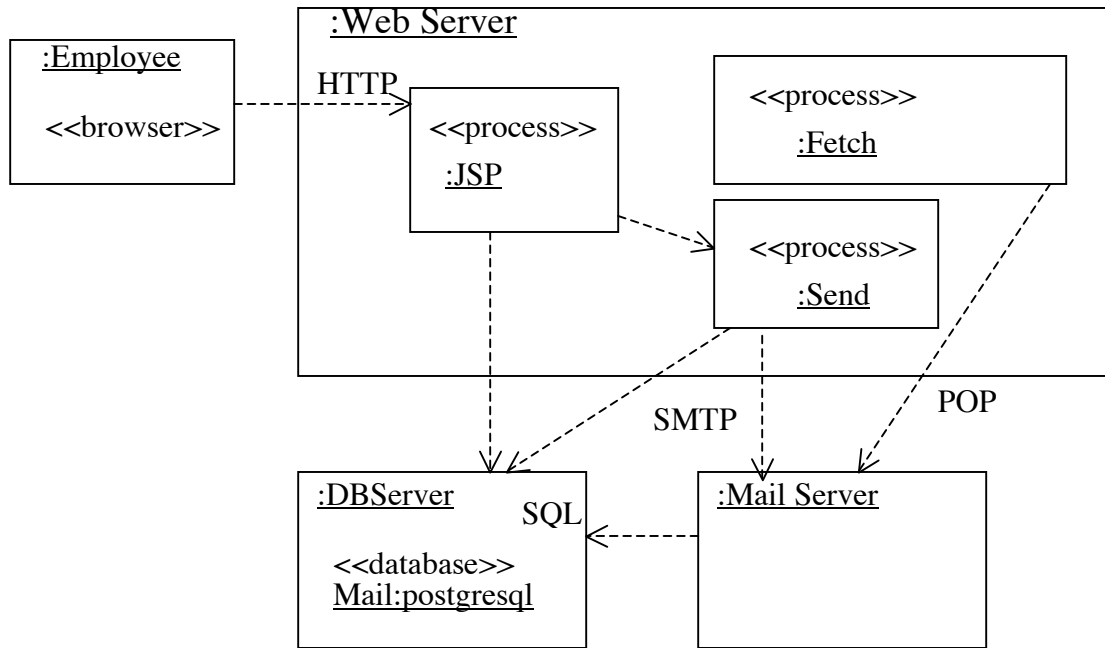 :Web Server
:Employee
<<browser>>
HTTP
<<process>>
:JSP
<<process>>
:Fetch
<<process>>
:Send
SMTP
POP
:DBServer
SQL
<<database>>
Mail:postgresql
:Mail Server